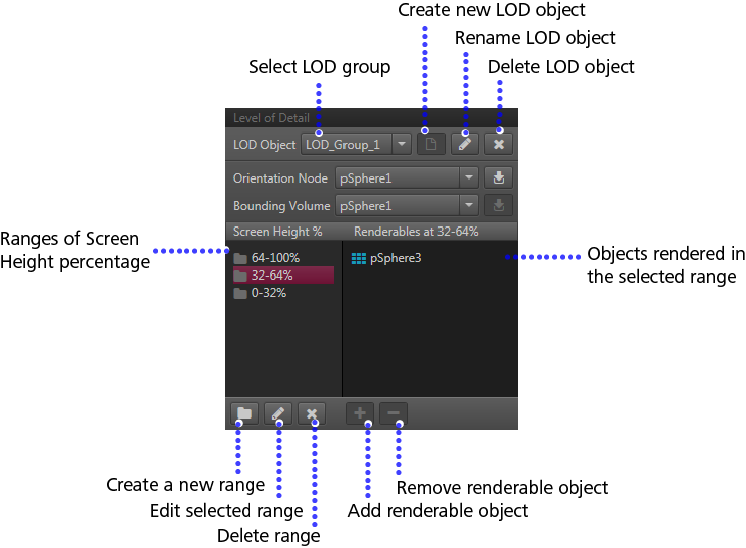 Create new LOD object
Rename LOD object
Select LOD group
Delete LOD object
Level of Detail
LOD Object
LOD_Group_1
Orientation Node
pSphere1
Bounding Volume
pSphere1
Screen Height %
Renderables at 32-64%
Ranges of Screen
Height percentage
64-100%
32-64%
0-32%
pSphere3
Objects rendered in
the selected range
Create a new range
Edit selected range
Delete range
Remove renderable object
Add renderable object